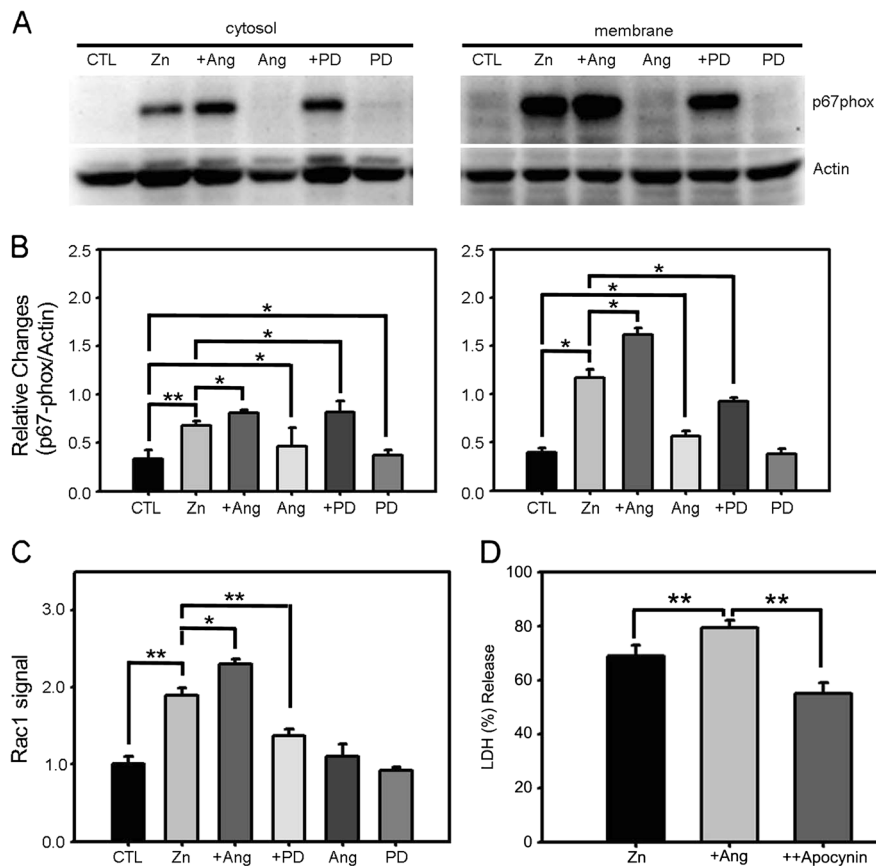 A
cytosol
CTL Zn +Ang Ang +PD PD
membrane
CTL Zn +Ang Ang +PD PD
p67phox
Actin
B
Relative Changes
(p67-phox/Actin)
2.5
2.0
1.5
1.0
0.5
0.0
*
*
*
*
**
CTL Zn +Ang Ang +PD PD
2.5
2.0
1.5
1.0
0.5
0.0
*
*
*
*
CTL Zn +Ang Ang +PD PD
C
Rac1 signal
3.0
2.0
1.0
0.0
**
*
**
CTL Zn +Ang +PD Ang PD
D
LDH (%) Release
100
80
60
40
20
0
** **
Zn +Ang ++Apocynin